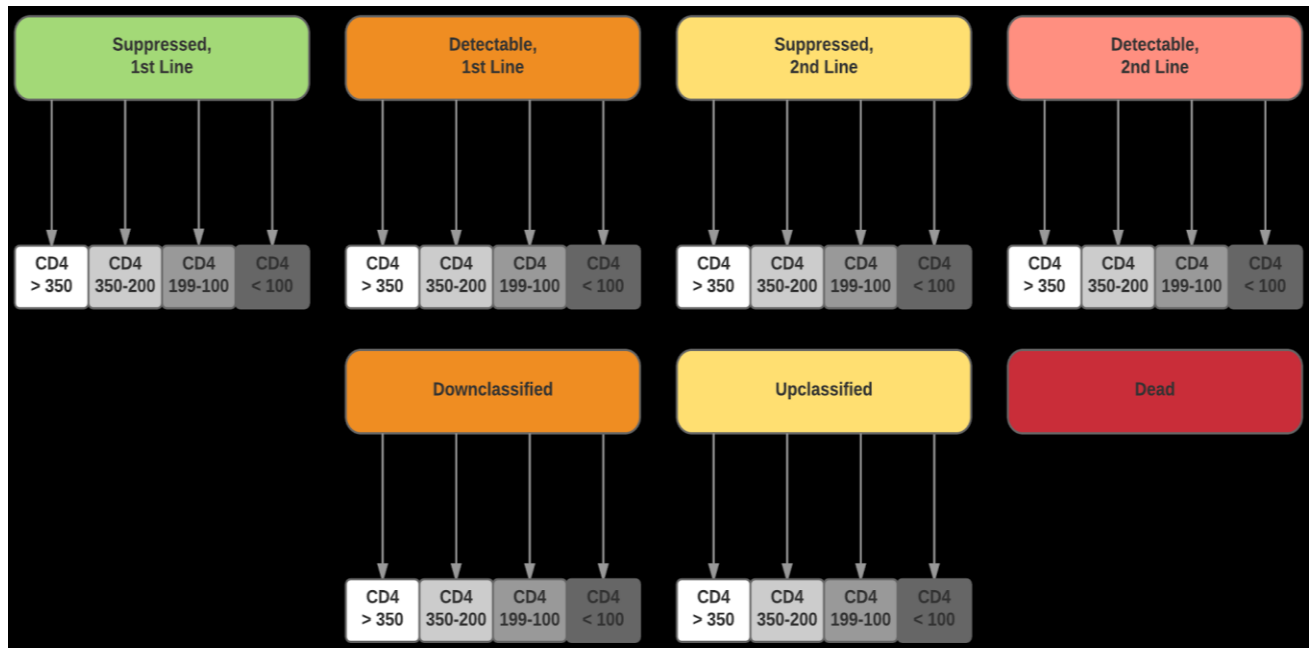 Suppressed,
1st Line
Detectable,
1st Line
Suppressed,
2nd Line
Detectable,
2nd Line
CD4
> 350
CD4
350-200
CD4
199-100
CD4
< 100
CD4
> 350
CD4
350-200
CD4
199-100
CD4
< 100
CD4
> 350
CD4
350-200
CD4
199-100
CD4
< 100
CD4
> 350
CD4
350-200
CD4
199-100
CD4
< 100
Downclassified
Upclassified
Dead
CD4
> 350
CD4
350-200
CD4
199-100
CD4
< 100
CD4
> 350
CD4
350-200
CD4
199-100
CD4
< 100